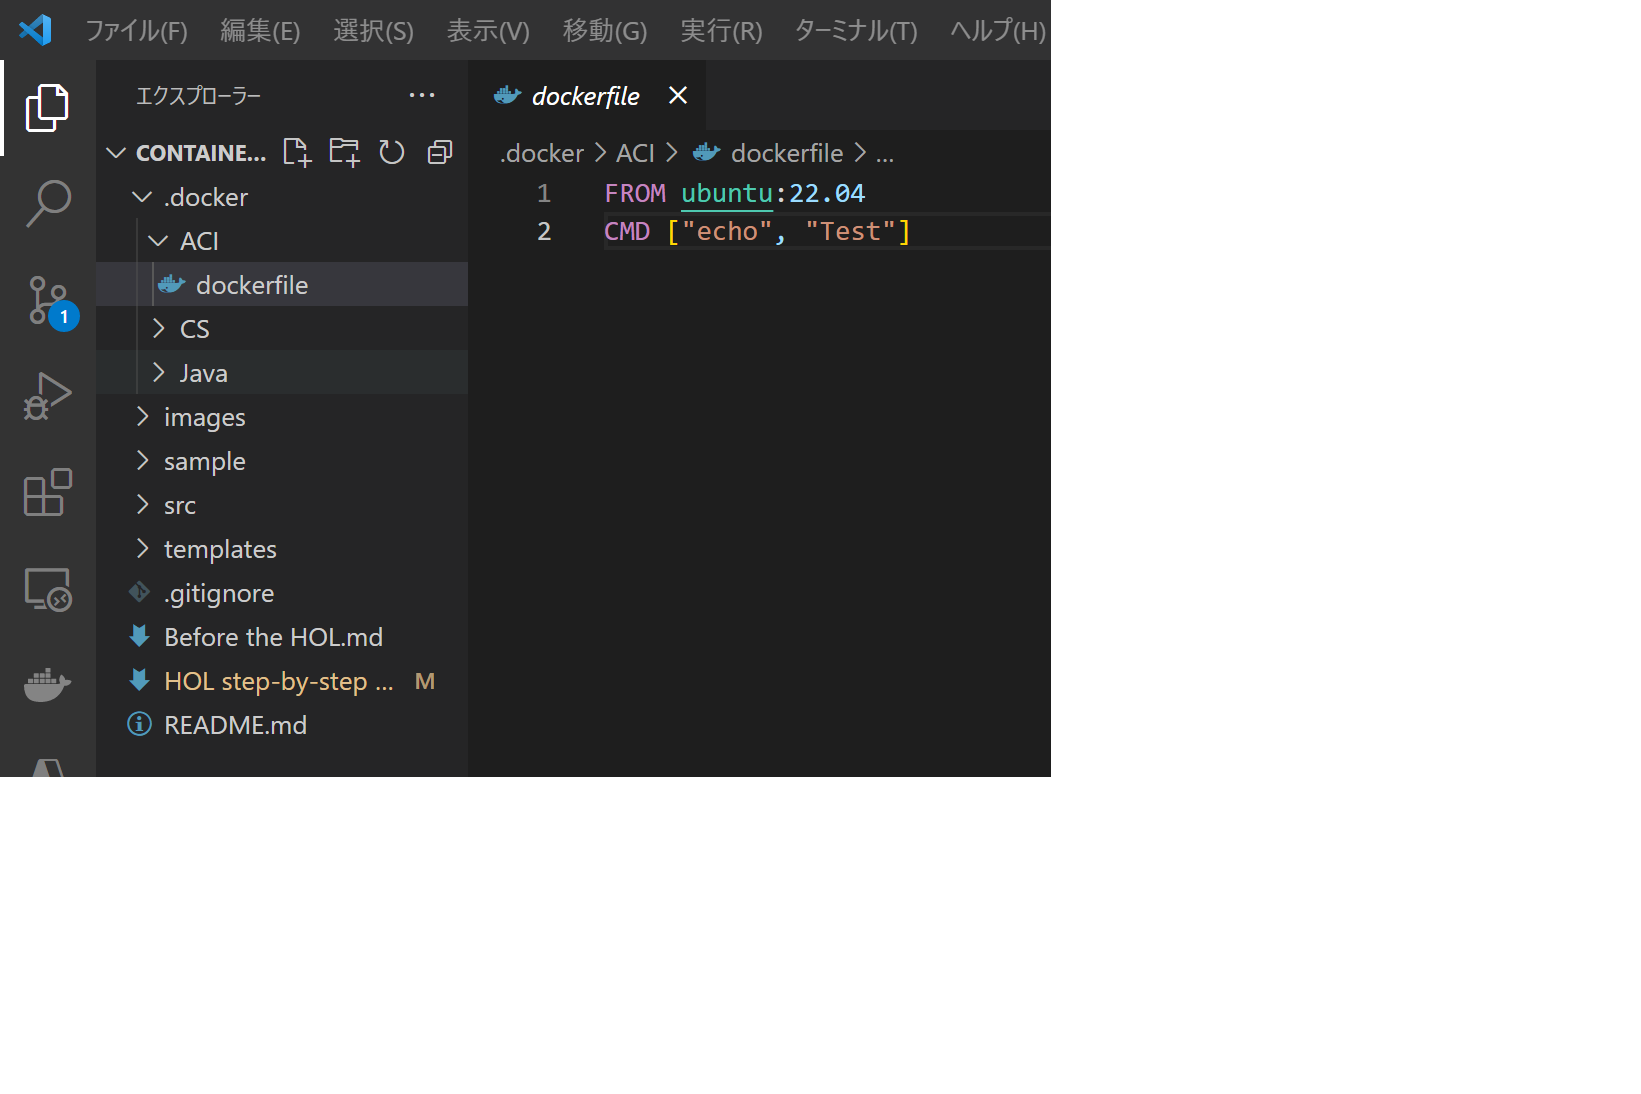 ファイル(F) 編集(E) 選択(S) 表示(V) 移動(G) 実行(R) ターミナル(T) ヘルプ(H)
エクスプローラー ...
CONTAINE...
.docker
ACI
dockerfile
CS
Java
images
sample
src
templates
.gitignore
Before the HOL.md
HOL step-by-step ... M
README.md
1
dockerfile
.docker > ACI > dockerfile > ...
1 FROM ubuntu:22.04
2 CMD ["echo", "Test"]